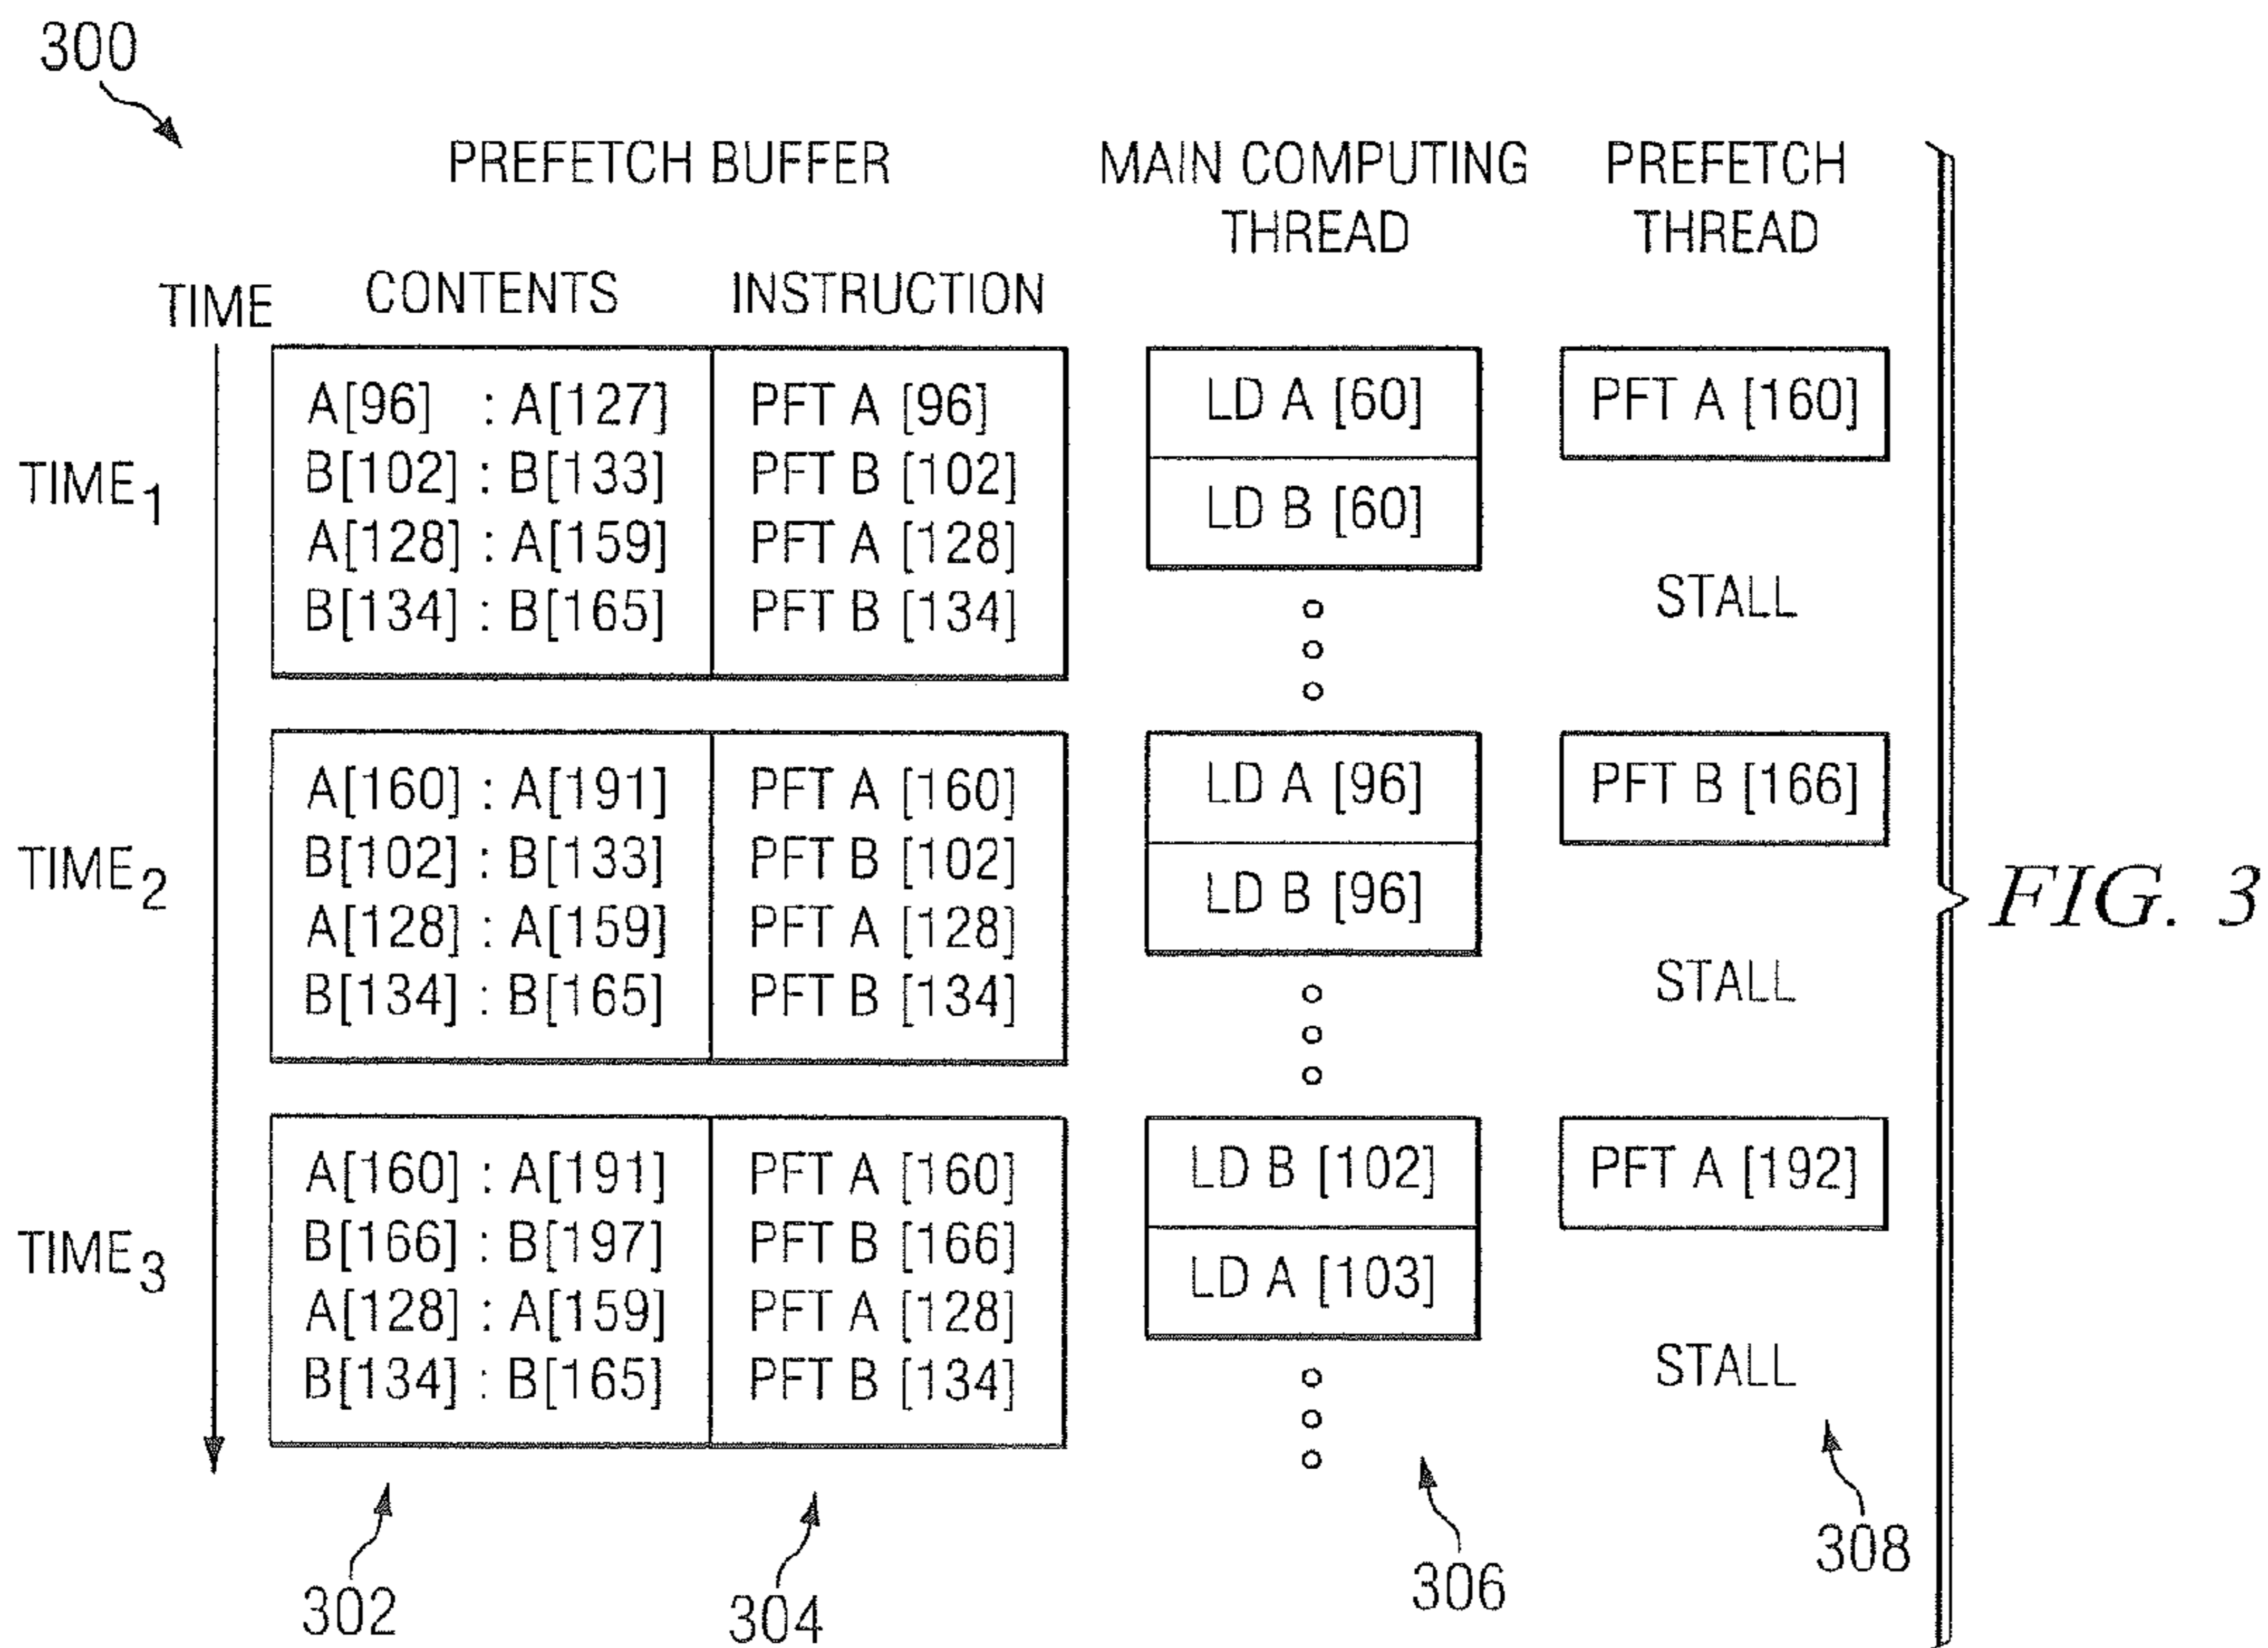 300
PREFETCH BUFFER
MAIN COMPUTING THREAD
PREFETCH THREAD
TIME
CONTENTS
INSTRUCTION
TIME1
A[96] : A[127] PFT A [96]
B[102] : B[133] PFT B [102]
A[128] : A[159] PFT A [128]
B[134] : B[165] PFT B [134]
LD A [60]
LD B [60]
PFT A [160]
STALL
TIME2
A[160] : A[191] PFT A [160]
B[102] : B[133] PFT B [102]
A[128] : A[159] PFT A [128]
B[134] : B[165] PFT B [134]
LD A [96]
LD B [96]
PFT B [166]
STALL
TIME3
A[160] : A[191] PFT A [160]
B[166] : B[197] PFT B [166]
A[128] : A[159] PFT A [128]
B[134] : B[165] PFT B [134]
LD B [102]
LD A [103]
PFT A [192]
STALL
302
304
306
308
FIG. 3